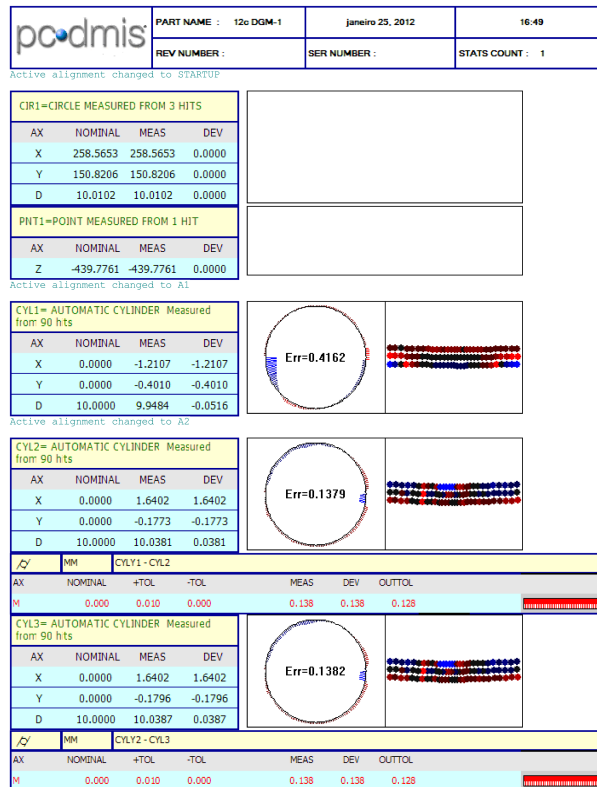 pcodmis
PART NAME : 12c DGM-1
janeiro 25, 2012
16:49
REV NUMBER :
SER NUMBER :
STATS COUNT : 1
Active alignment changed to STARTUP
CIR1=CIRCLE MEASURED FROM 3 HITS
AX NOMINAL MEAS DEV
X 258.5653 258.5653 0.0000
Y 150.8206 150.8206 0.0000
D 10.0102 10.0102 0.0000
PNT1=POINT MEASURED FROM 1 HIT
AX NOMINAL MEAS DEV
Z -439.7761 -439.7761 0.0000
Active alignment changed to A1
CYL1= AUTOMATIC CYLINDER Measured
from 90 hts
AX NOMINAL MEAS DEV
X 0.0000 -1.2107 -1.2107
Y 0.0000 -0.4010 -0.4010
D 10.0000 9.9484 -0.0516
Err=0.4162
Active alignment changed to A2
CYL2= AUTOMATIC CYLINDER Measured
from 90 hts
AX NOMINAL MEAS DEV
X 0.0000 1.6402 1.6402
Y 0.0000 -0.1773 -0.1773
D 10.0000 10.0381 0.0381
Err=0.1379
MM CYLY1 - CYL2
AX NOMINAL +TOL -TOL MEAS DEV OUTTOL
M 0.000 0.010 0.000 0.138 0.138 0.128
CYL3= AUTOMATIC CYLINDER Measured
from 90 hts
AX NOMINAL MEAS DEV
X 0.0000 1.6402 1.6402
Y 0.0000 -0.1796 -0.1796
D 10.0000 10.0387 0.0387
Err=0.1382
MM CYLY2 - CYL3
AX NOMINAL +TOL -TOL MEAS DEV OUTTOL
M 0.000 0.010 0.000 0.138 0.138 0.128